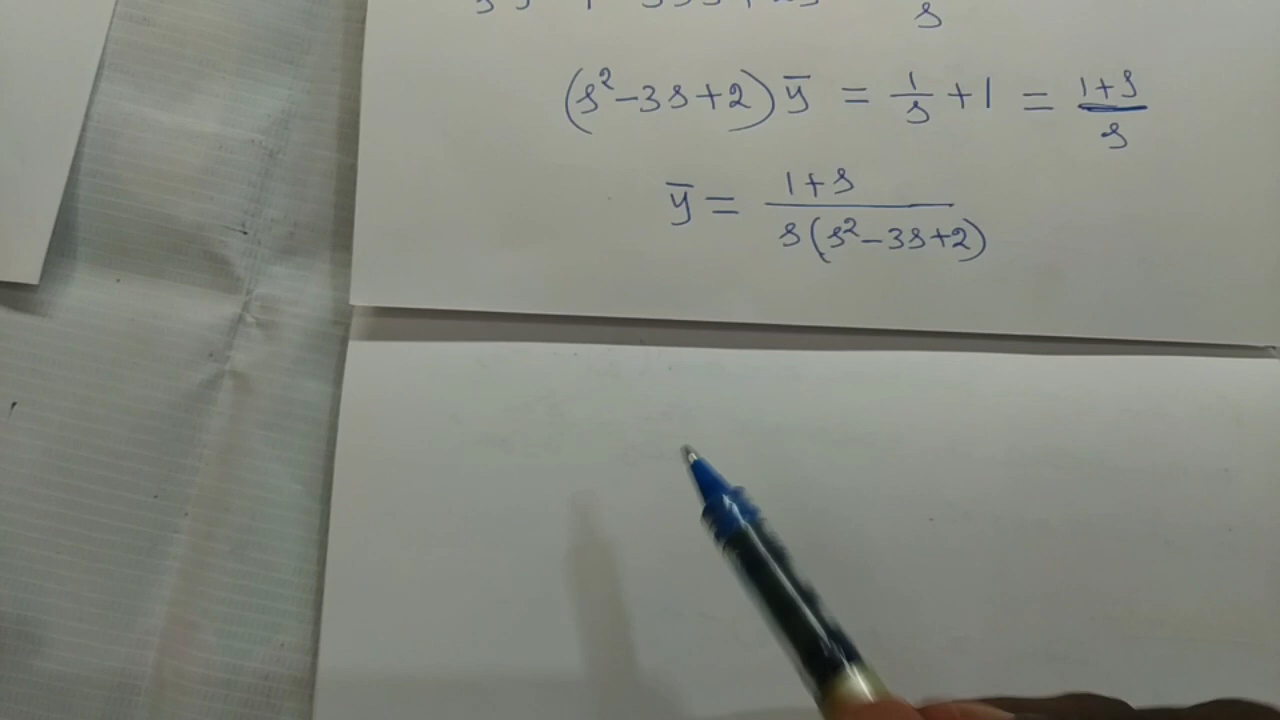 (s²-3s+2)ȳ = 1/s + 1 = (1+s)/s
ȳ = (1+s)/(s(s²-3s+2))